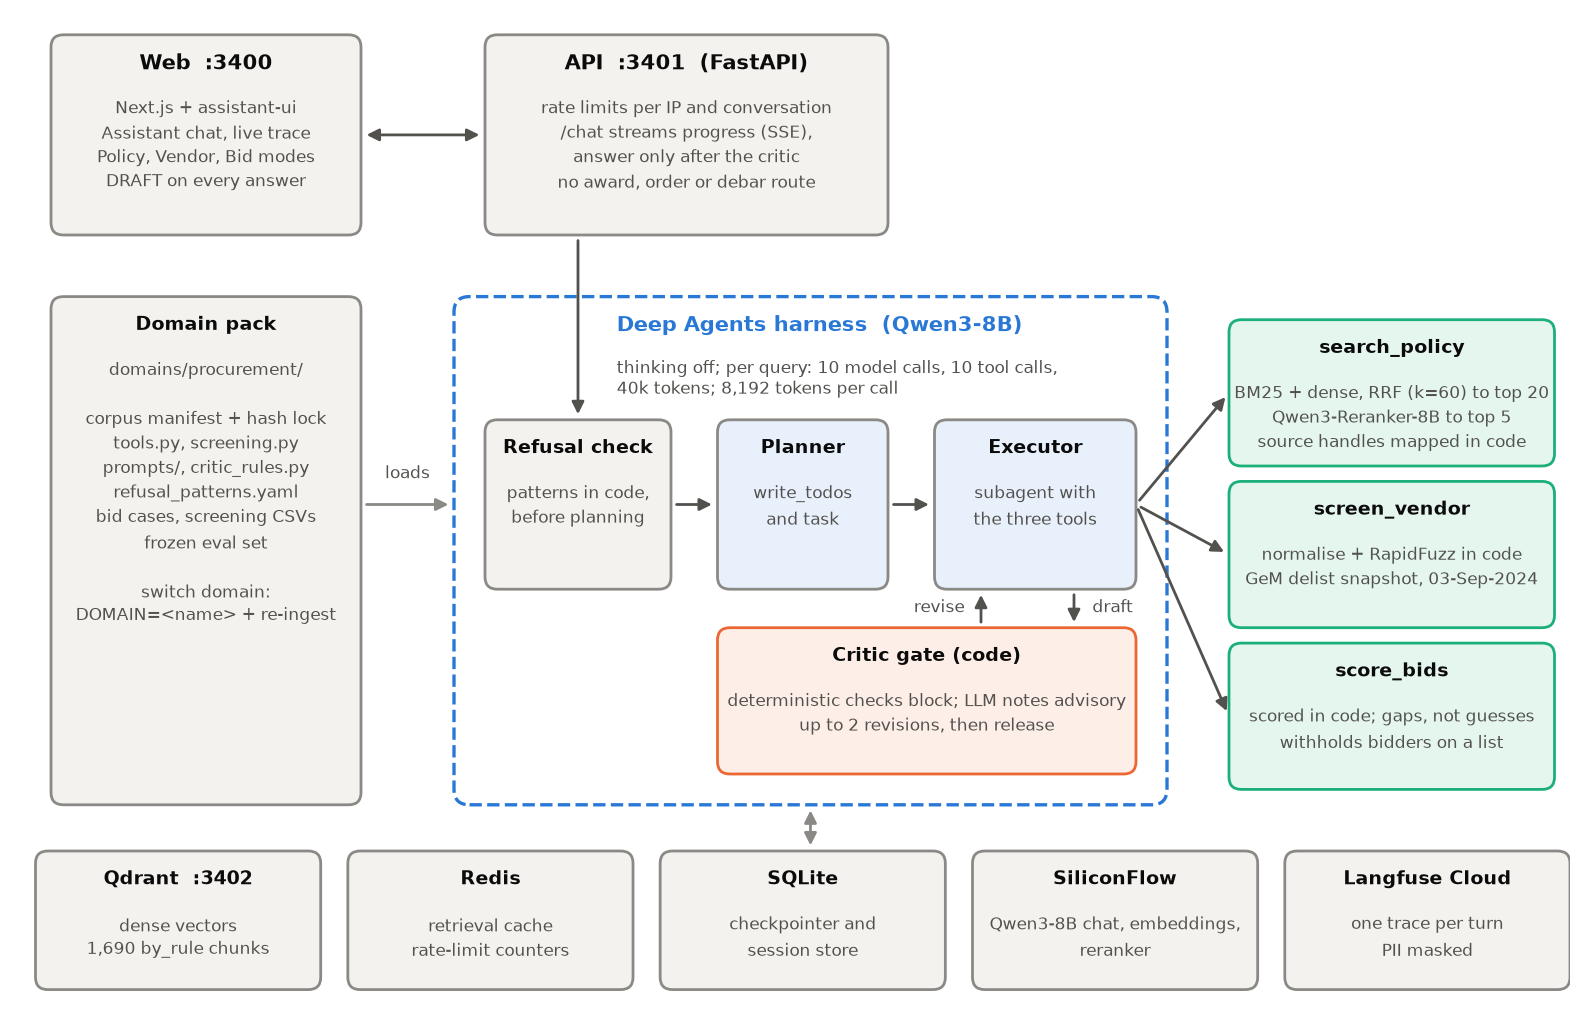 Web  :3400
Next.js + assistant-ui
Assistant chat, live trace
Policy, Vendor, Bid modes
DRAFT on every answer
API  :3401  (FastAPI)
rate limits per IP and conversation
/chat streams progress (SSE),
answer only after the critic
no award, order or debar route
Domain pack
domains/procurement/
corpus manifest + hash lock
tools.py, screening.py
prompts/, critic_rules.py
refusal_patterns.yaml
bid cases, screening CSVs
frozen eval set
switch domain:
DOMAIN=<name> + re-ingest
loads
Deep Agents harness  (Qwen3-8B)
thinking off; per query: 10 model calls, 10 tool calls,
40k tokens; 8,192 tokens per call
Refusal check
patterns in code,
before planning
Planner
write_todos
and task
Executor
subagent with
the three tools
revise
draft
Critic gate (code)
deterministic checks block; LLM notes advisory
up to 2 revisions, then release
search_policy
BM25 + dense, RRF (k=60) to top 20
Qwen3-Reranker-8B to top 5
source handles mapped in code
screen_vendor
normalise + RapidFuzz in code
GeM delist snapshot, 03-Sep-2024
score_bids
scored in code; gaps, not guesses
withholds bidders on a list
Qdrant  :3402
dense vectors
1,690 by_rule chunks
Redis
retrieval cache
rate-limit counters
SQLite
checkpointer and
session store
SiliconFlow
Qwen3-8B chat, embeddings,
reranker
Langfuse Cloud
one trace per turn
PII masked